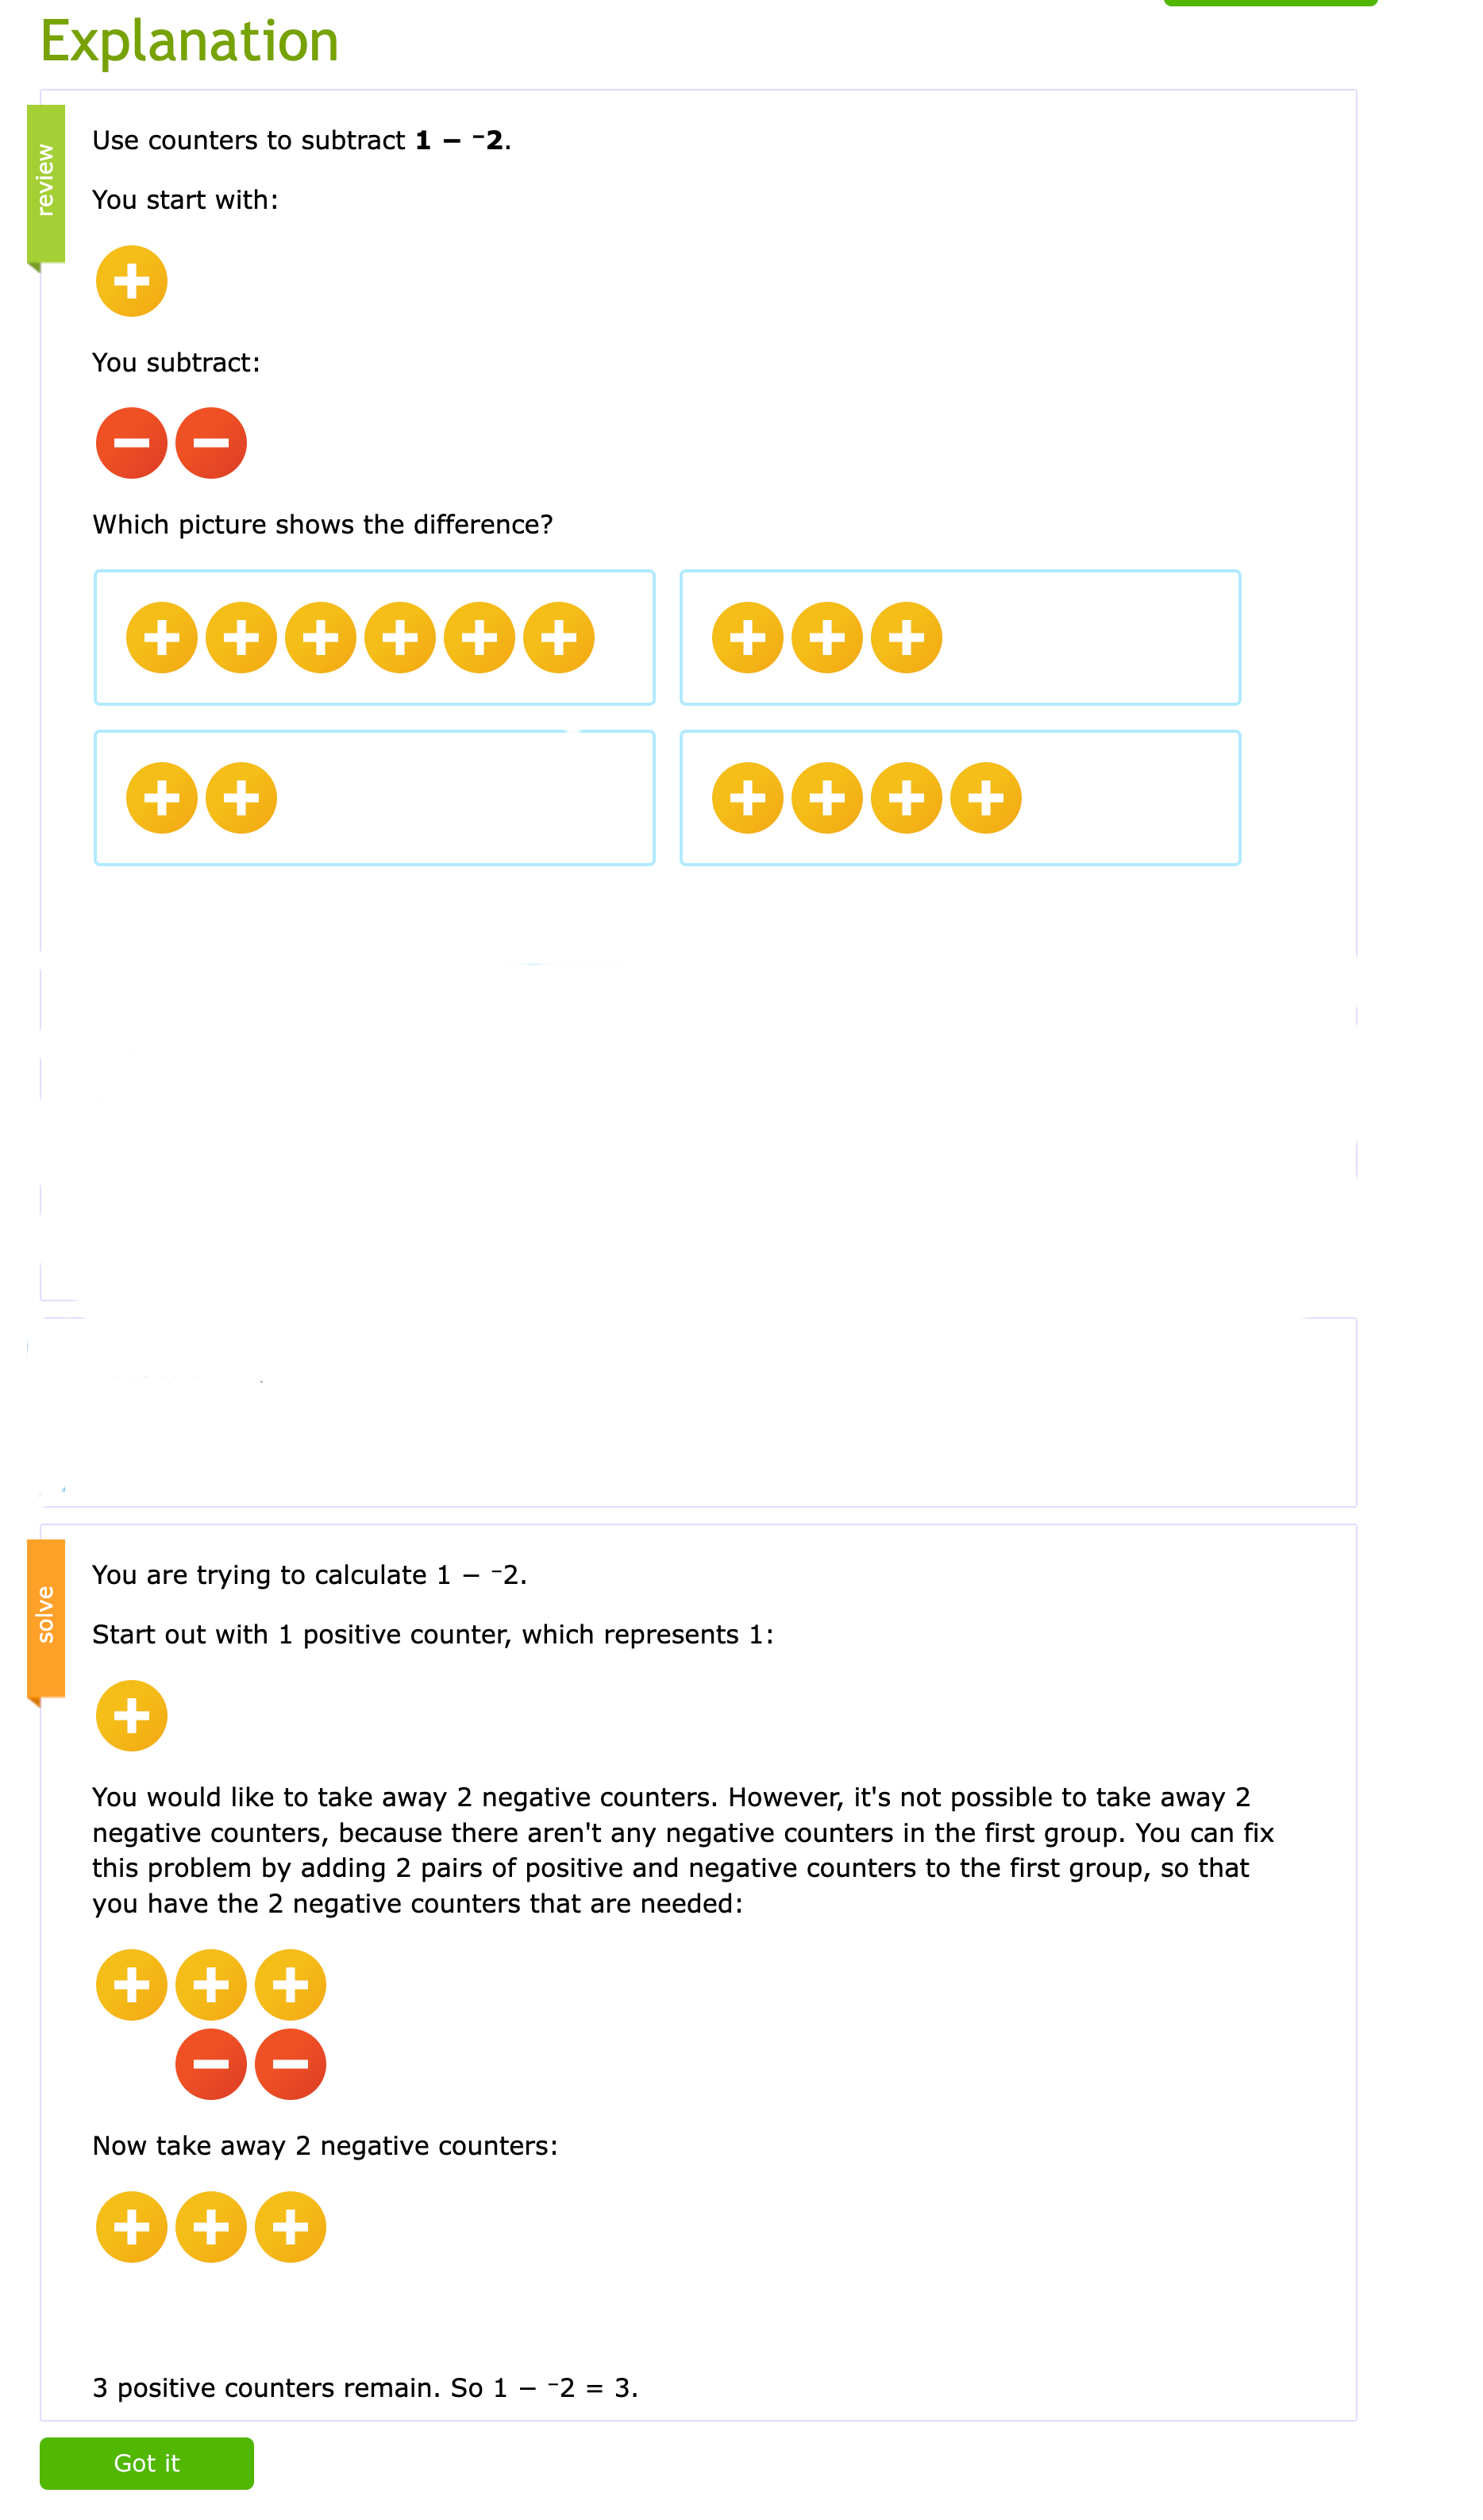 Explanation
review
Use counters to subtract 1 – ⁻2.
You start with:
+
You subtract:
− −
Which picture shows the difference?
+ + + + + +
+ + +
+ +
+ + + +
solve
You are trying to calculate 1 – ⁻2.
Start out with 1 positive counter, which represents 1:
+
You would like to take away 2 negative counters. However, it's not possible to take away 2
negative counters, because there aren't any negative counters in the first group. You can fix
this problem by adding 2 pairs of positive and negative counters to the first group, so that
you have the 2 negative counters that are needed:
+ + +
− −
Now take away 2 negative counters:
+ + +
3 positive counters remain. So 1 – ⁻2 = 3.
Got it